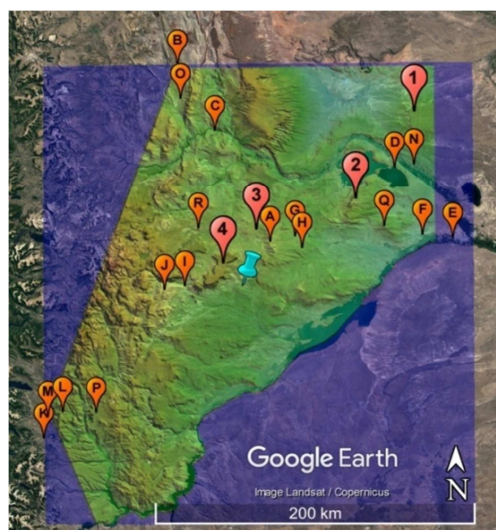 B
O
1
C
D N
2
R 3 A G Q F E
H
4
J I
M L P
K
Google Earth
Image Landsat / Copernicus
N
200 km